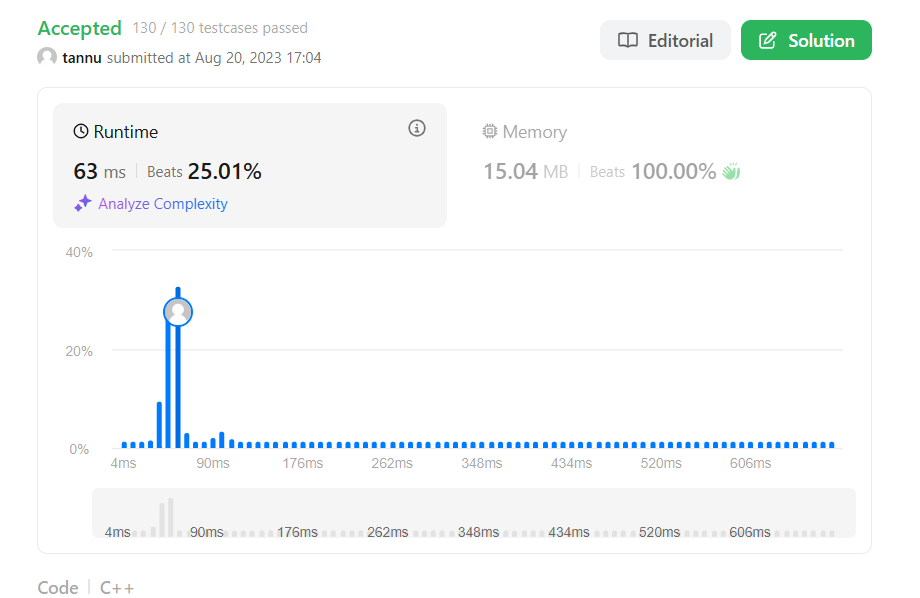 Accepted 130 / 130 testcases passed
Editorial
Solution
tannu submitted at Aug 20, 2023 17:04
Runtime
Memory
63 ms Beats 25.01%
15.04 MB Beats 100.00%
Analyze Complexity
40%
20%
0%
4ms 90ms 176ms 262ms 348ms 434ms 520ms 606ms
4ms 90ms 176ms 262ms 348ms 434ms 520ms 606ms
Code C++